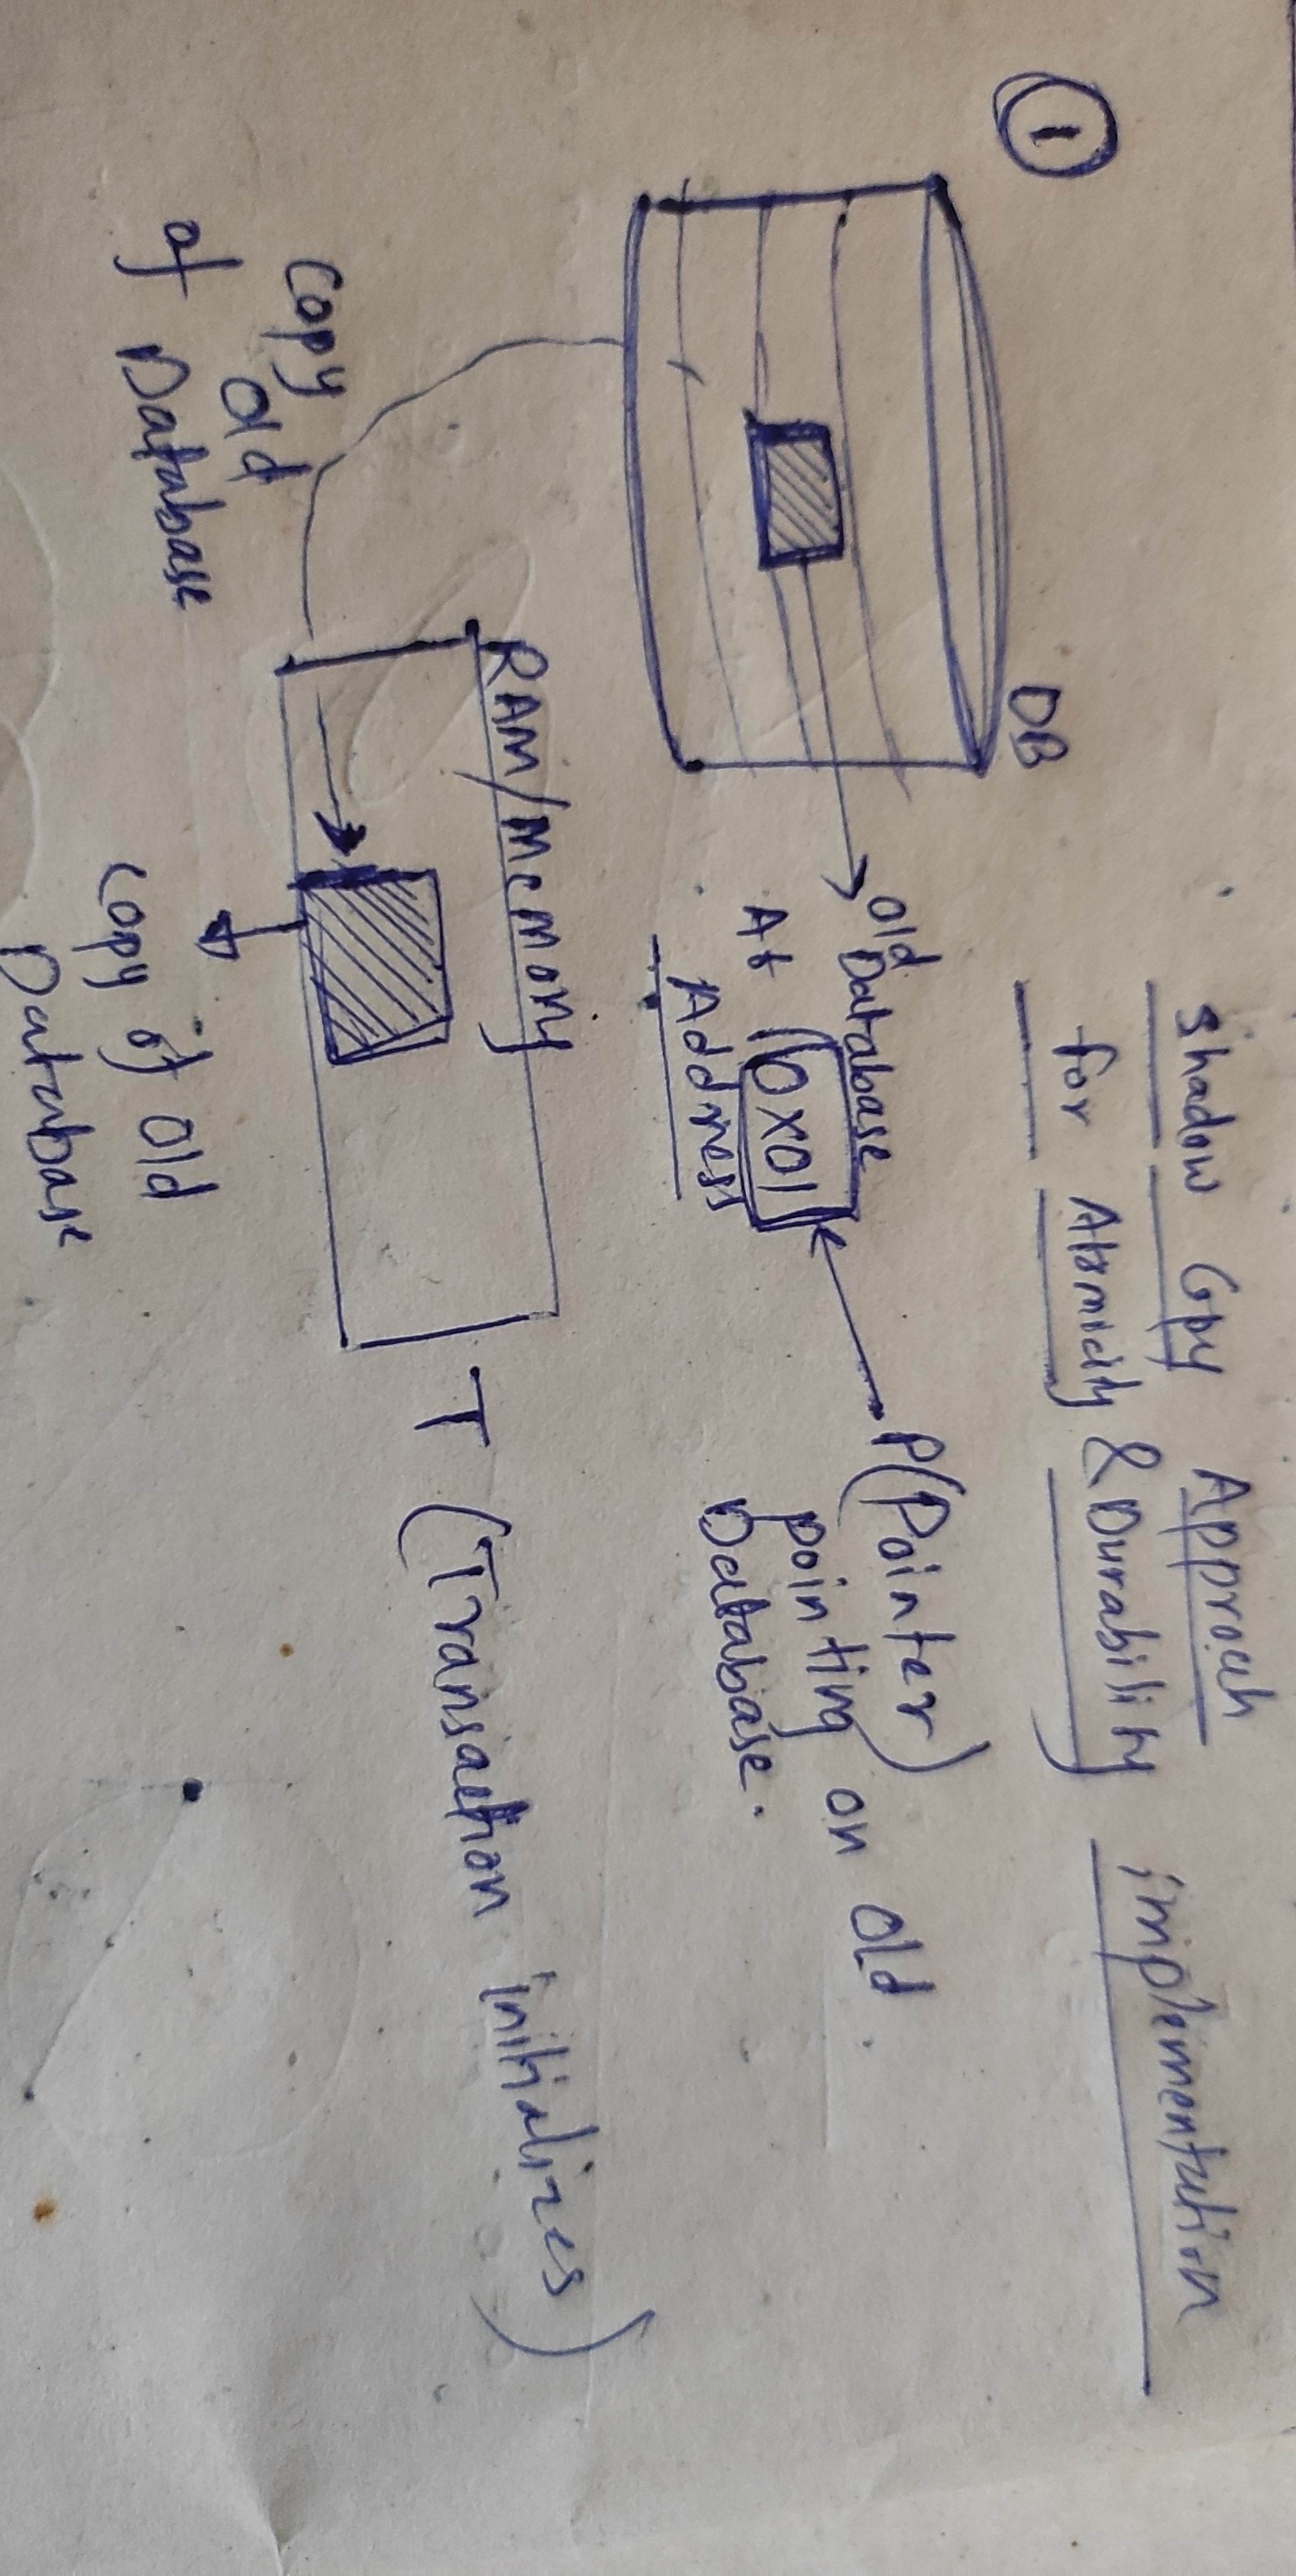 Shadow Copy Approach
for Atomicity & Durability implementation
①
DB
Old
Database
At 0X01
Address
P(Pointer)
pointing on Old
Database.
RAM/Memory
T (Transaction initializes)
Copy
of Old
Database
Copy of Old
Database